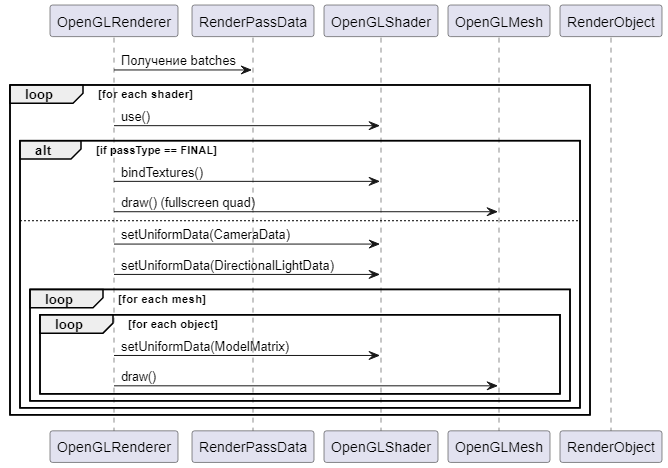 OpenGLRenderer RenderPassData OpenGLShader OpenGLMesh RenderObject
Получение batches
loop [for each shader]
use()
alt [if passType == FINAL]
bindTextures()
draw() (fullscreen quad)
setUniformData(CameraData)
setUniformData(DirectionalLightData)
loop [for each mesh]
loop [for each object]
setUniformData(ModelMatrix)
draw()
OpenGLRenderer RenderPassData OpenGLShader OpenGLMesh RenderObject